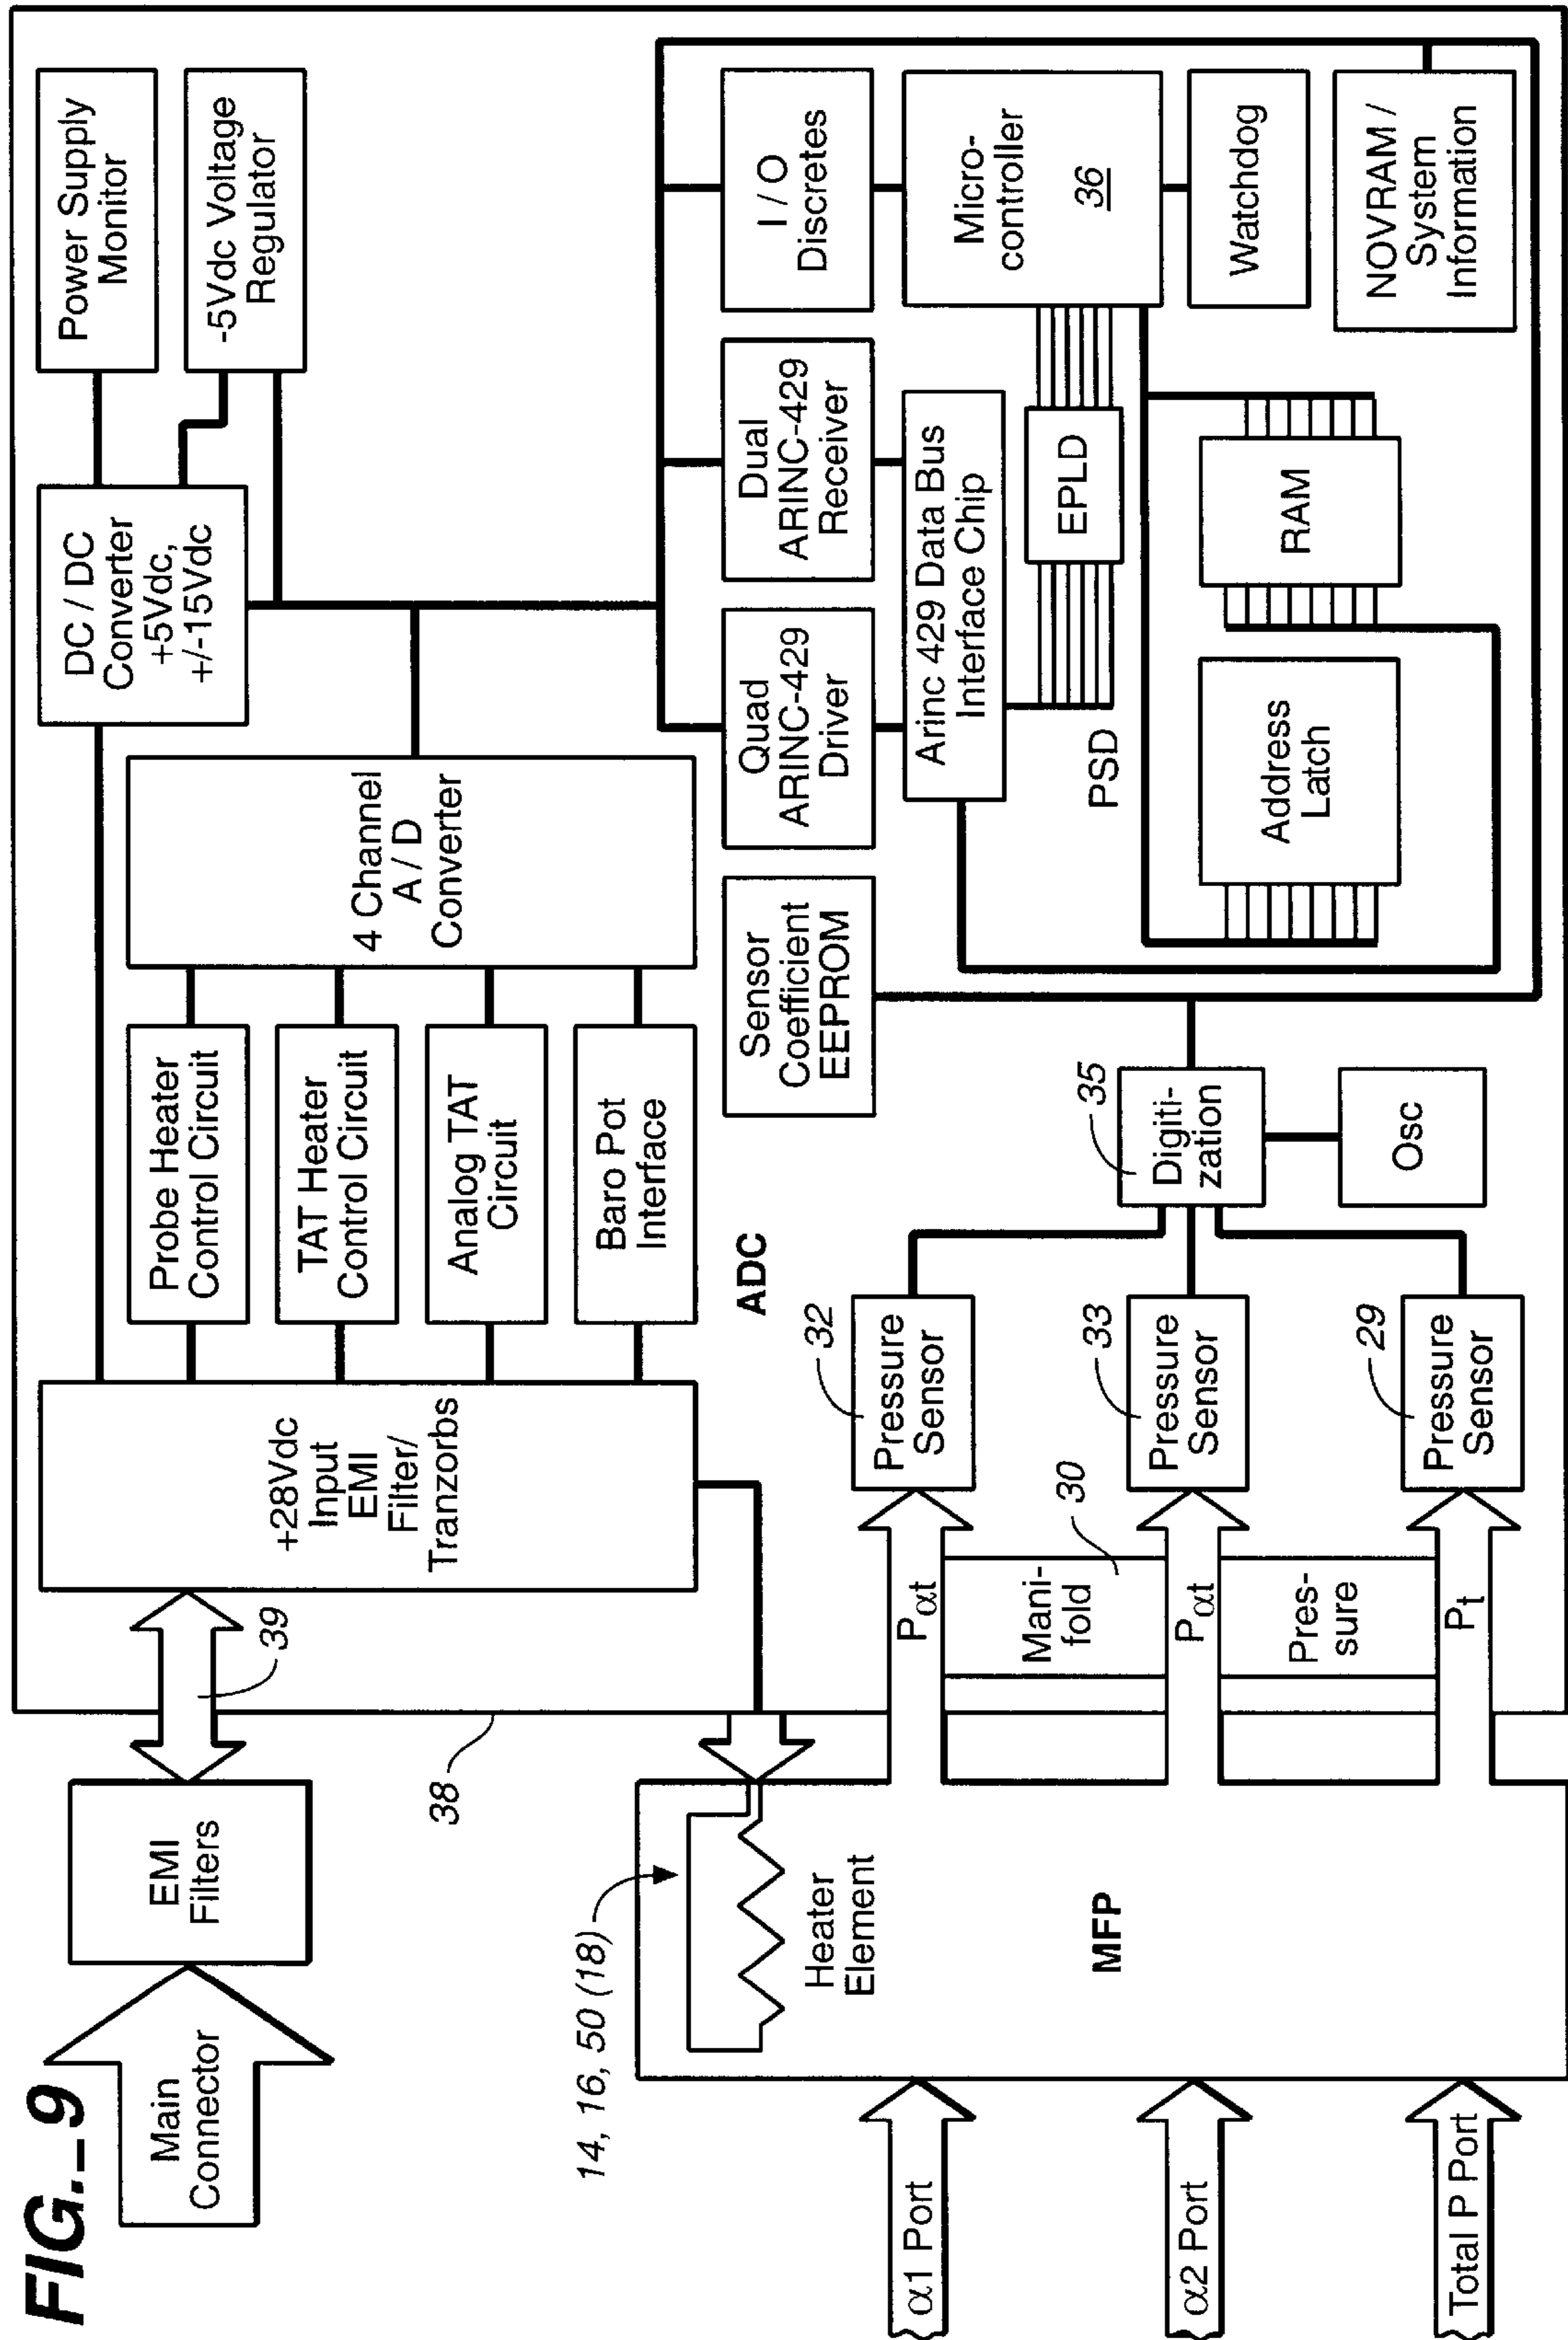 FIG._9
Main
Connector
EMI
Filters
39
38
+28Vdc
Input
EMI
Filter/
Tranzorbs
Probe Heater
Control Circuit
TAT Heater
Control Circuit
Analog TAT
Circuit
Baro Pot
Interface
4 Channel
A / D
Converter
DC / DC
Converter
+5Vdc,
+/-15Vdc
Power Supply
Monitor
-5Vdc Voltage
Regulator
14, 16, 50 (18)
Heater
Element
MFP
α1 Port
α2 Port
Total P Port
ADC
Pαt
Mani-
fold
30
Pαt
Pres-
sure
Pt
32
Pressure
Sensor
33
Pressure
Sensor
29
Pressure
Sensor
35
Digiti-
zation
Osc
Sensor
Coefficient
EEPROM
Quad
ARINC-429
Driver
Dual
ARINC-429
Receiver
I / O
Discretes
Arinc 429 Data Bus
Interface Chip
Micro-
controller
36
PSD
EPLD
Watchdog
Address
Latch
RAM
NOVRAM /
System
Information